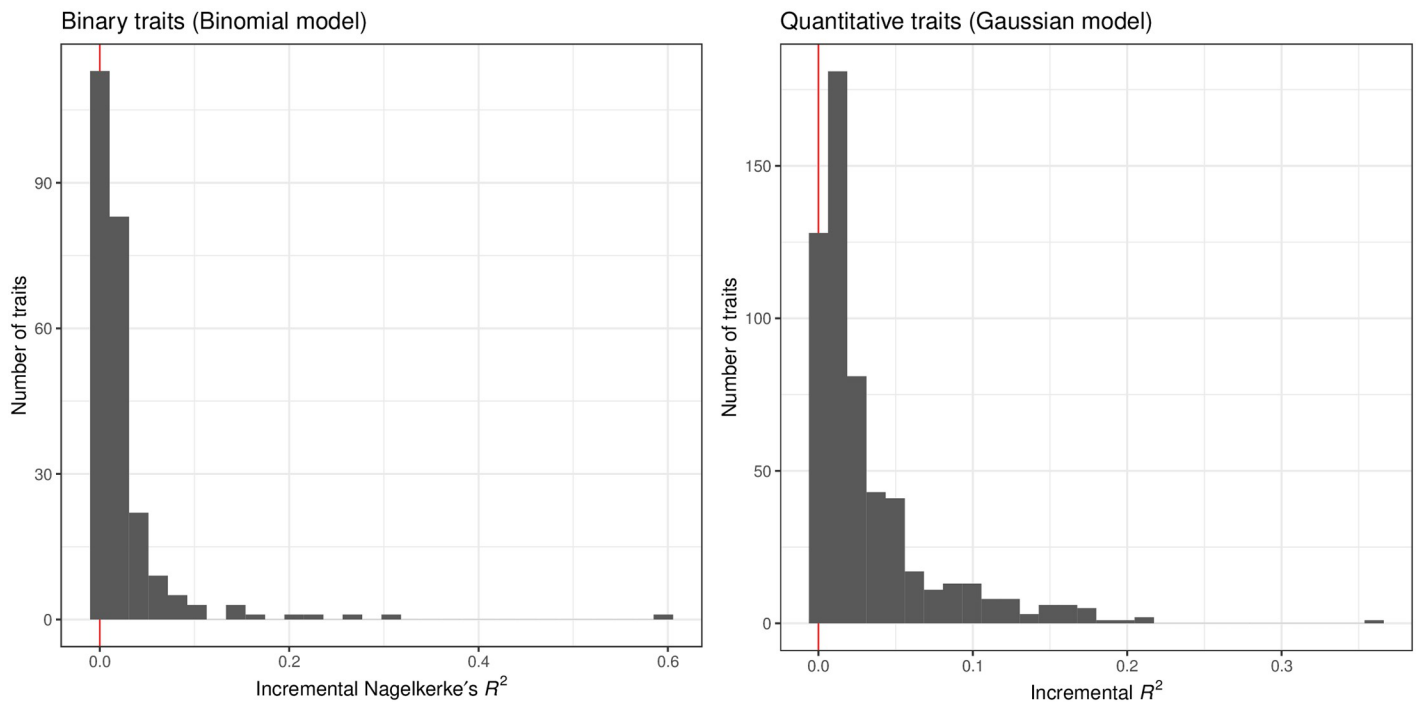 Binary traits (Binomial model)
Number of traits
90
60
30
0
0.0 0.2 0.4 0.6
Incremental Nagelkerke′s R²
Quantitative traits (Gaussian model)
Number of traits
150
100
50
0
0.0 0.1 0.2 0.3
Incremental R²